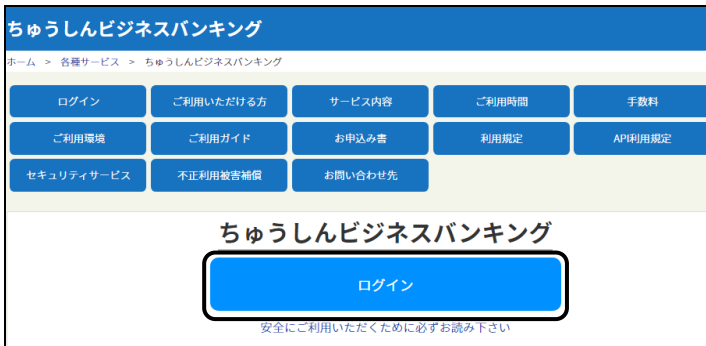 ちゅうしんビジネスバンキング
ホーム > 各種サービス > ちゅうしんビジネスバンキング
ログイン ご利用いただける方 サービス内容 ご利用時間 手数料
ご利用環境 ご利用ガイド お申込み書 利用規定 API利用規定
セキュリティサービス 不正利用被害補償 お問い合わせ先
ちゅうしんビジネスバンキング
ログイン
安全にご利用いただくために必ずお読み下さい